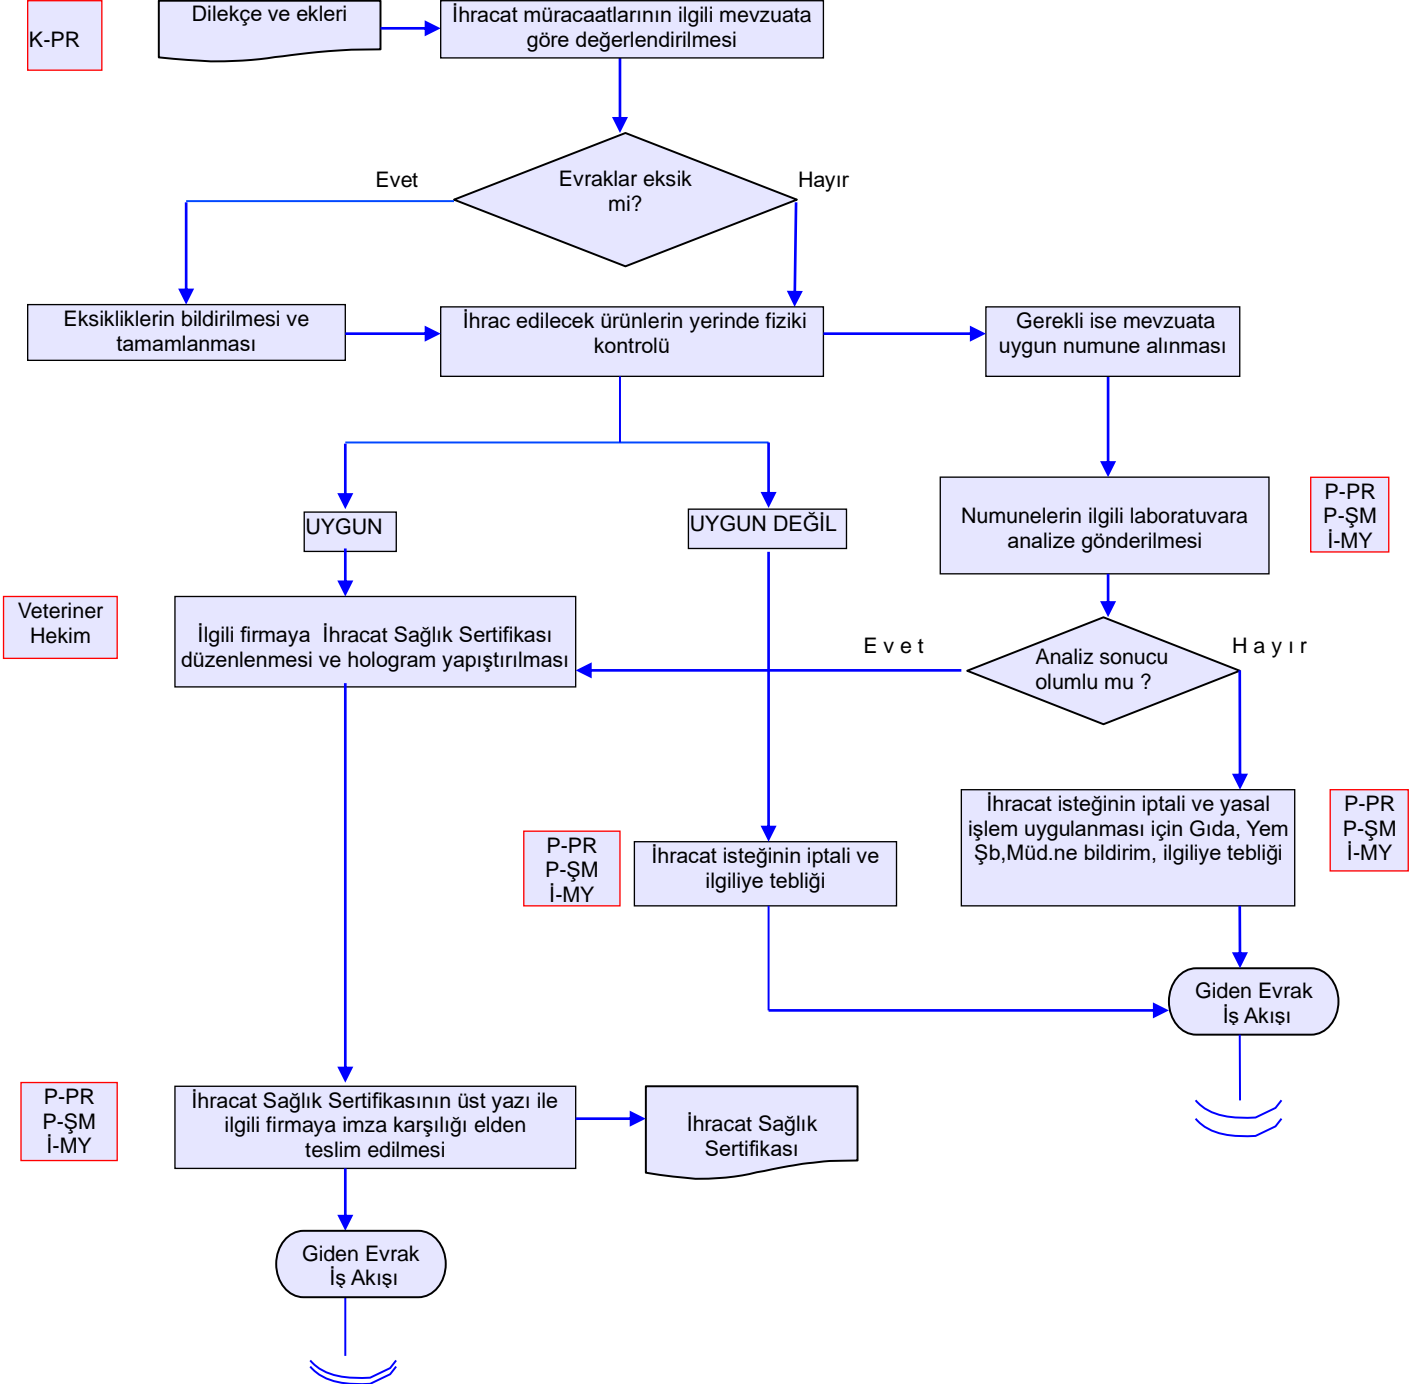 K-PR
Dilekçe ve ekleri
İhracat müracaatlarının ilgili mevzuata
göre değerlendirilmesi
Evet
Evraklar eksik
mi?
Hayır
Eksikliklerin bildirilmesi ve
tamamlanması
İhrac edilecek ürünlerin yerinde fiziki
kontrolü
Gerekli ise mevzuata
uygun numune alınması
UYGUN
UYGUN DEĞİL
Numunelerin ilgili laboratuvara
analize gönderilmesi
P-PR
P-ŞM
İ-MY
Veteriner
Hekim
İlgili firmaya İhracat Sağlık Sertifikası
düzenlenmesi ve hologram yapıştırılması
E v e t
Analiz sonucu
olumlu mu ?
H a y ı r
P-PR
P-ŞM
İ-MY
İhracat isteğinin iptali ve
ilgiliye tebliği
İhracat isteğinin iptali ve yasal
işlem uygulanması için Gıda, Yem
Şb,Müd.ne bildirim, ilgiliye tebliği
P-PR
P-ŞM
İ-MY
Giden Evrak
İş Akışı
P-PR
P-ŞM
İ-MY
İhracat Sağlık Sertifikasının üst yazı ile
ilgili firmaya imza karşılığı elden
teslim edilmesi
İhracat Sağlık
Sertifikası
Giden Evrak
İş Akışı